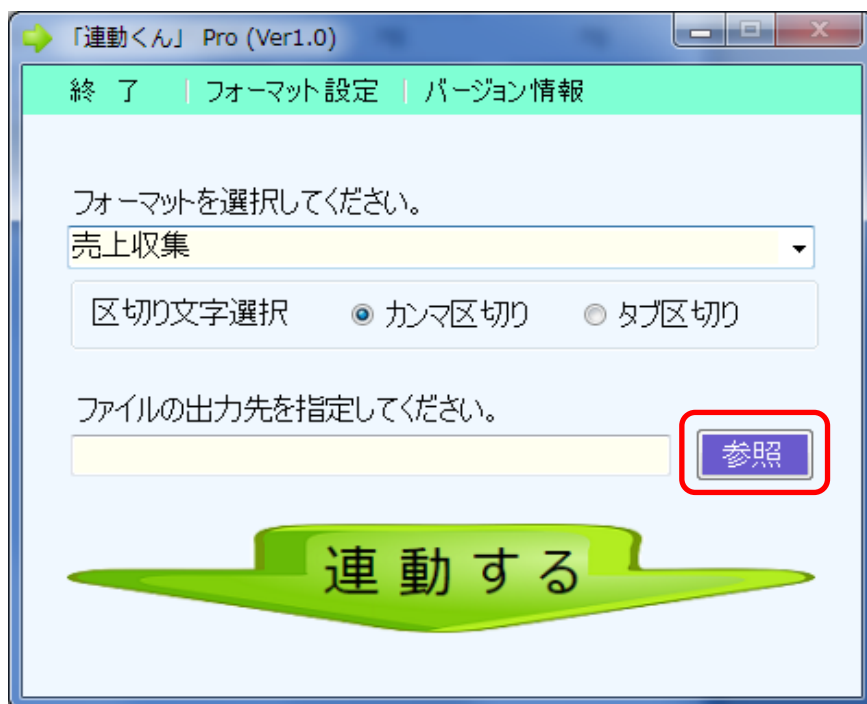 「連動くん」 Pro (Ver1.0)
終 了 フォーマット設定 バージョン情報
フォーマットを選択してください。
売上収集
区切り文字選択 カンマ区切り タブ区切り
ファイルの出力先を指定してください。
参照
連動する